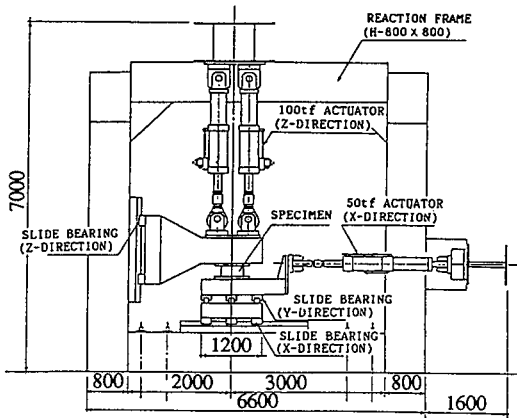 REACTION FRAME
(H-800 x 800)
100tf ACTUATOR
(Z-DIRECTION)
7000
50tf ACTUATOR
(X-DIRECTION)
SPECIMEN
SLIDE BEARING
(Z-DIRECTION)
SLIDE BEARING
(Y-DIRECTION)
SLIDE BEARING
(X-DIRECTION)
1200
800
2000
3000
800
6600
1600